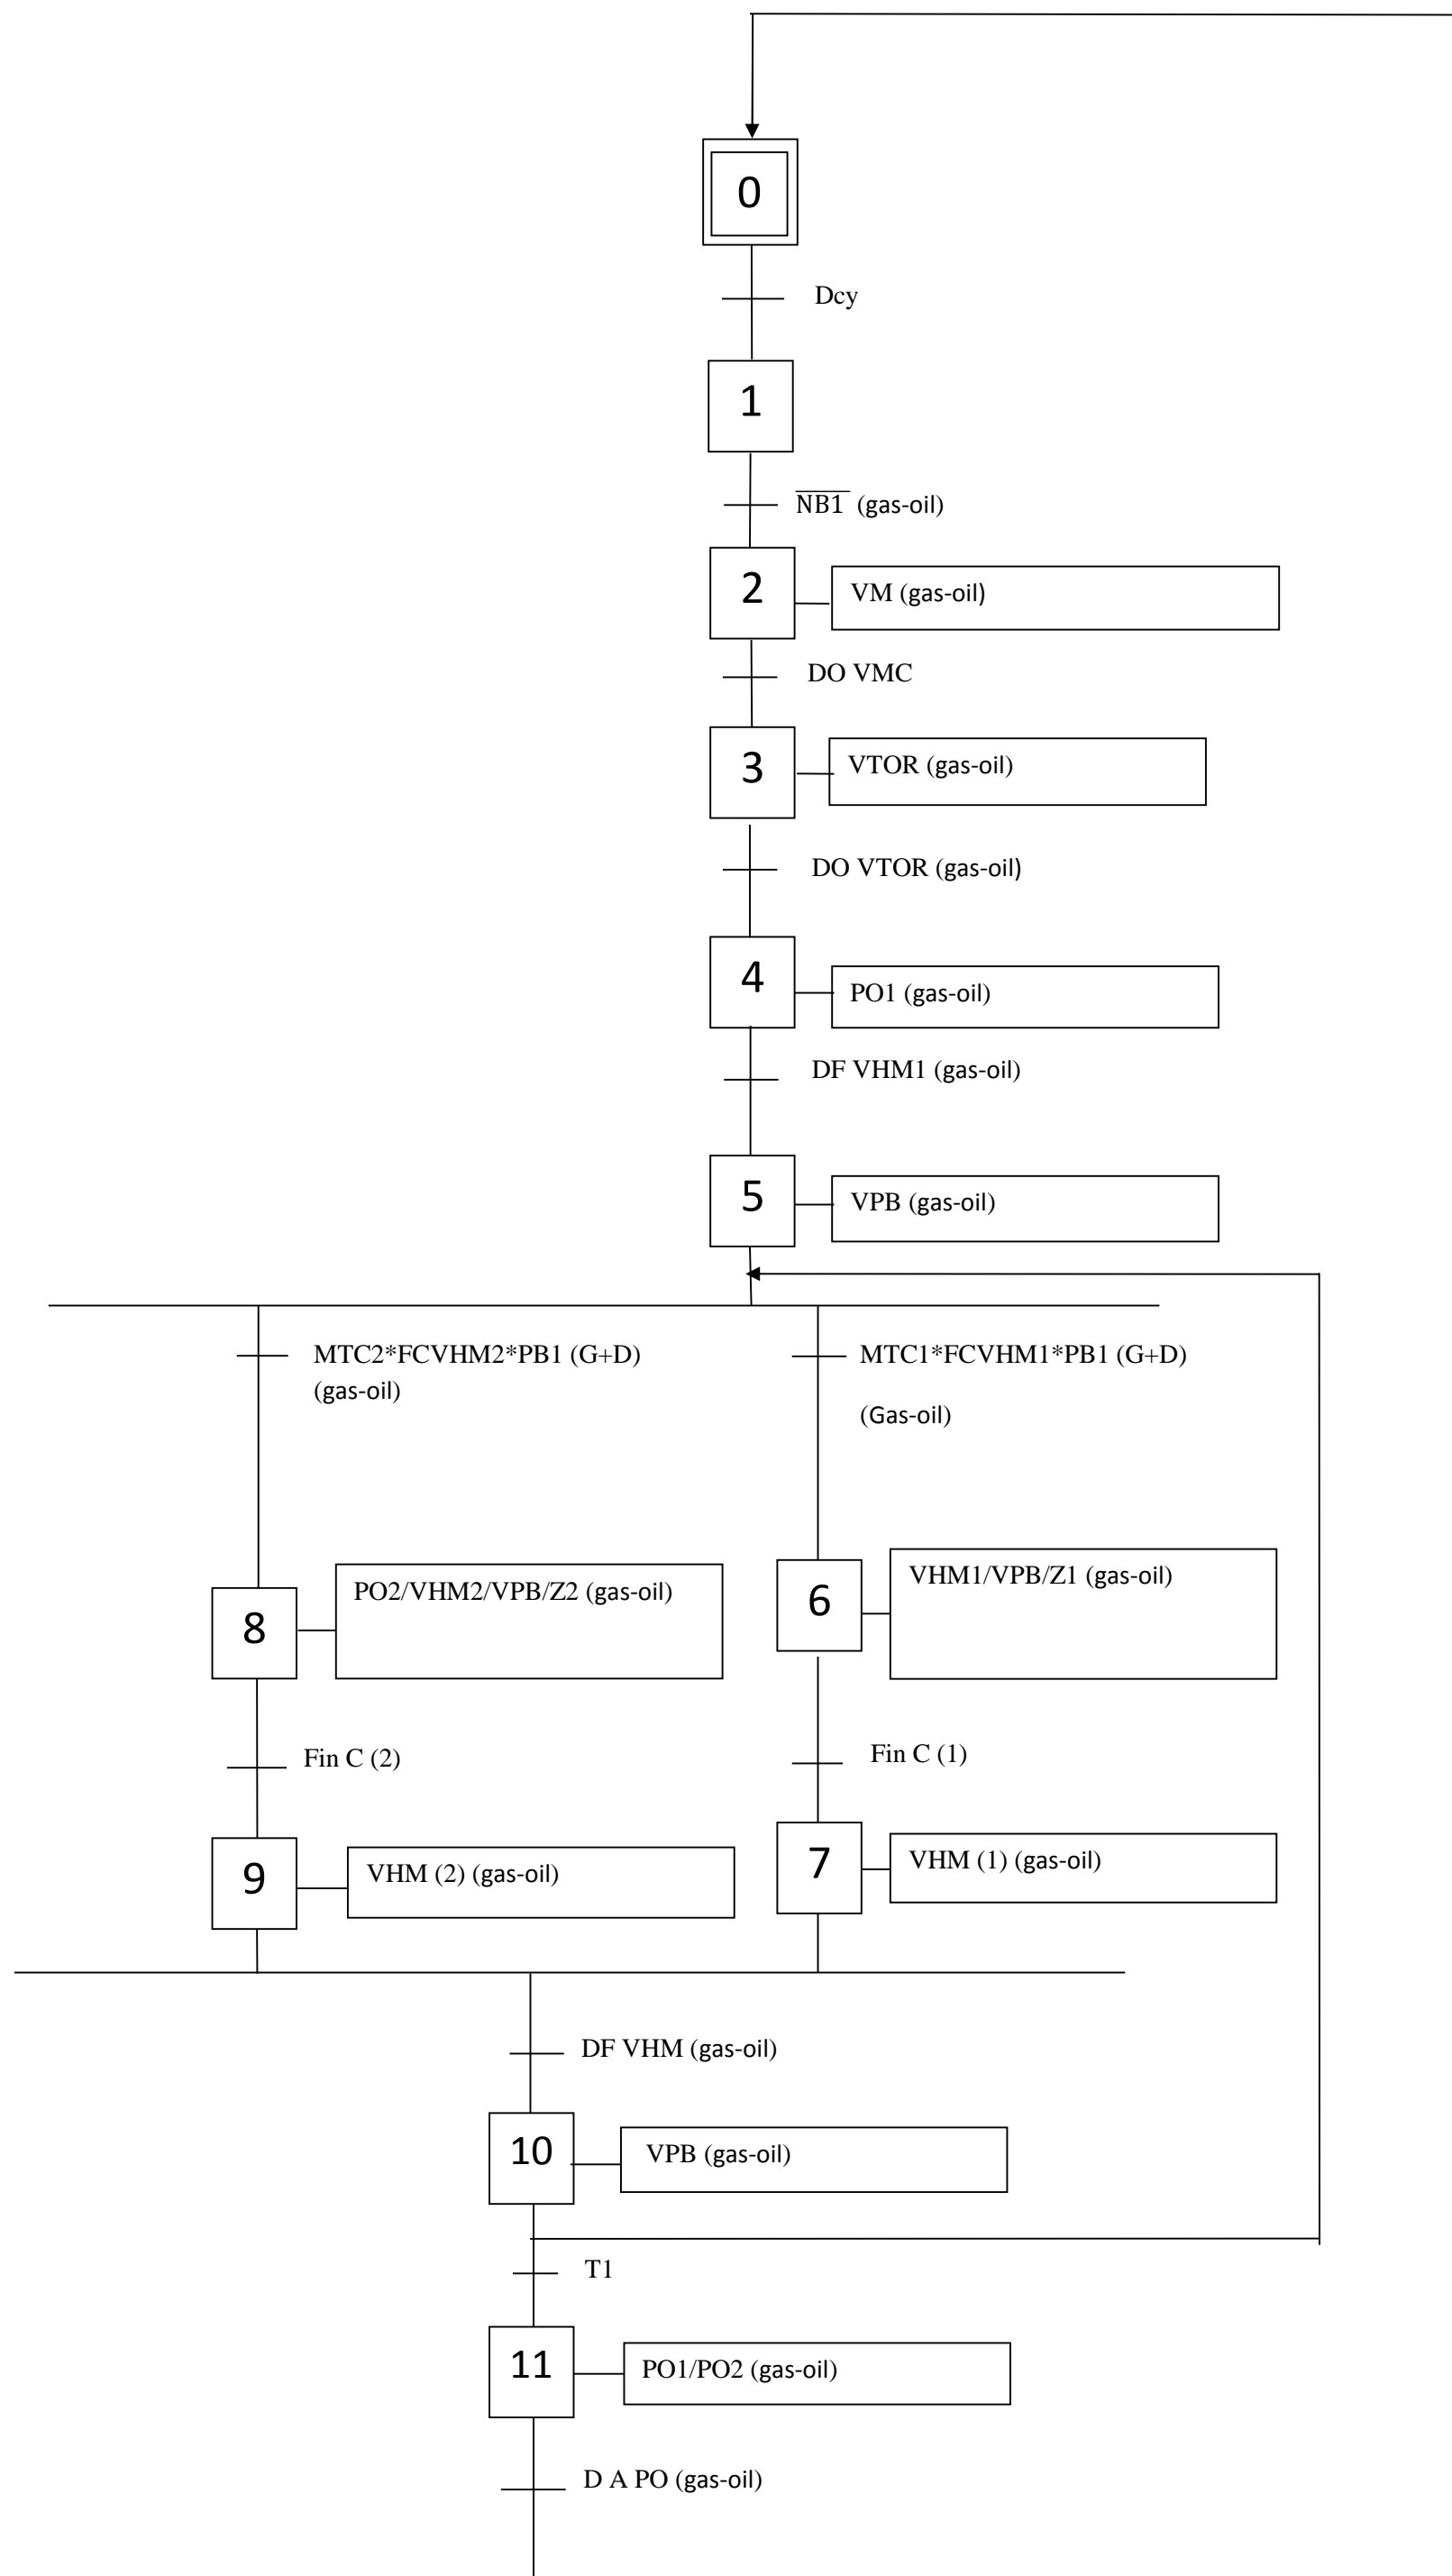 0
Dcy
1
N̅B̅1̅ (gas-oil)
2
VM (gas-oil)
DO VMC
3
VTOR (gas-oil)
DO VTOR (gas-oil)
4
PO1 (gas-oil)
DF VHM1 (gas-oil)
5
VPB (gas-oil)
MTC2*FCVHM2*PB1 (G+D)
(gas-oil)
MTC1*FCVHM1*PB1 (G+D)
(Gas-oil)
8
PO2/VHM2/VPB/Z2 (gas-oil)
6
VHM1/VPB/Z1 (gas-oil)
Fin C (2)
Fin C (1)
9
VHM (2) (gas-oil)
7
VHM (1) (gas-oil)
DF VHM (gas-oil)
10
VPB (gas-oil)
T1
11
PO1/PO2 (gas-oil)
D A PO (gas-oil)